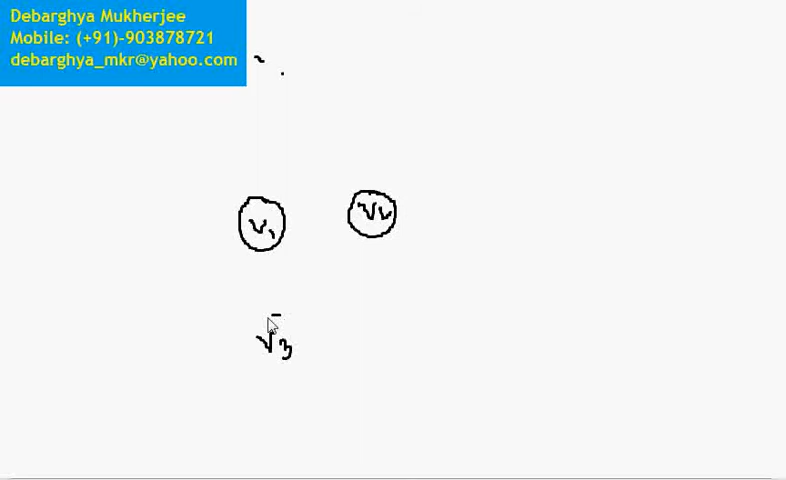 Debarghya Mukherjee
Mobile: (+91)-903878721
debarghya_mkr@yahoo.com
V1 V2
V3